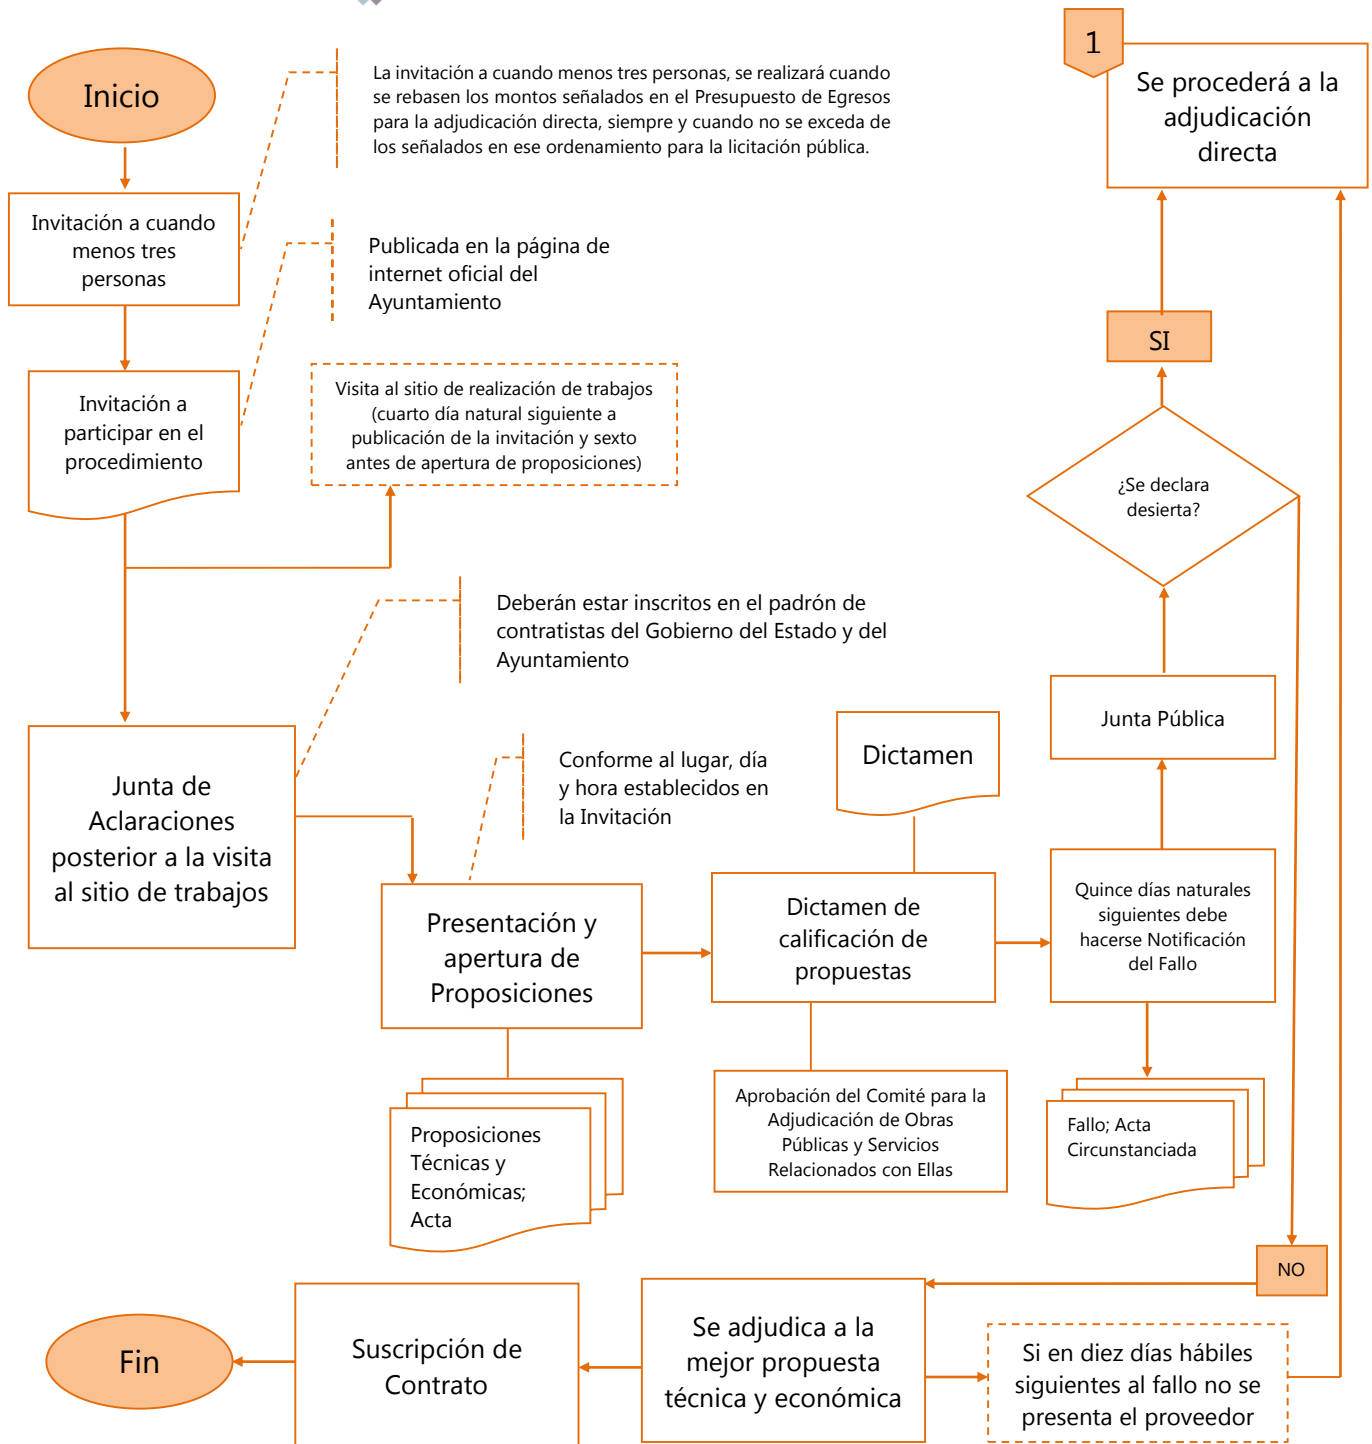 Inicio
La invitación a cuando menos tres personas, se realizará cuando
se rebasen los montos señalados en el Presupuesto de Egresos
para la adjudicación directa, siempre y cuando no se exceda de
los señalados en ese ordenamiento para la licitación pública.
1
Se procederá a la
adjudicación
directa
Invitación a cuando
menos tres
personas
Publicada en la página de
internet oficial del
Ayuntamiento
SI
Invitación a
participar en el
procedimiento
Visita al sitio de realización de trabajos
(cuarto día natural siguiente a
publicación de la invitación y sexto
antes de apertura de proposiciones)
¿Se declara
desierta?
Deberán estar inscritos en el padrón de
contratistas del Gobierno del Estado y del
Ayuntamiento
Junta Pública
Junta de
Aclaraciones
posterior a la visita
al sitio de trabajos
Conforme al lugar, día
y hora establecidos en
la Invitación
Dictamen
Presentación y
apertura de
Proposiciones
Dictamen de
calificación de
propuestas
Quince días naturales
siguientes debe
hacerse Notificación
del Fallo
Proposiciones
Técnicas y
Económicas;
Acta
Aprobación del Comité para la
Adjudicación de Obras
Públicas y Servicios
Relacionados con Ellas
Fallo; Acta
Circunstanciada
NO
Fin
Suscripción de
Contrato
Se adjudica a la
mejor propuesta
técnica y económica
Si en diez días hábiles
siguientes al fallo no se
presenta el proveedor